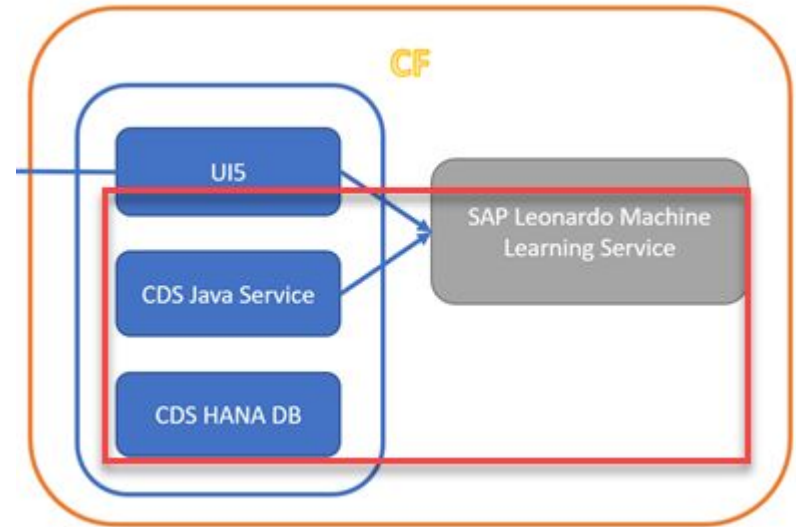 CF
UI5
SAP Leonardo Machine
Learning Service
CDS Java Service
CDS HANA DB